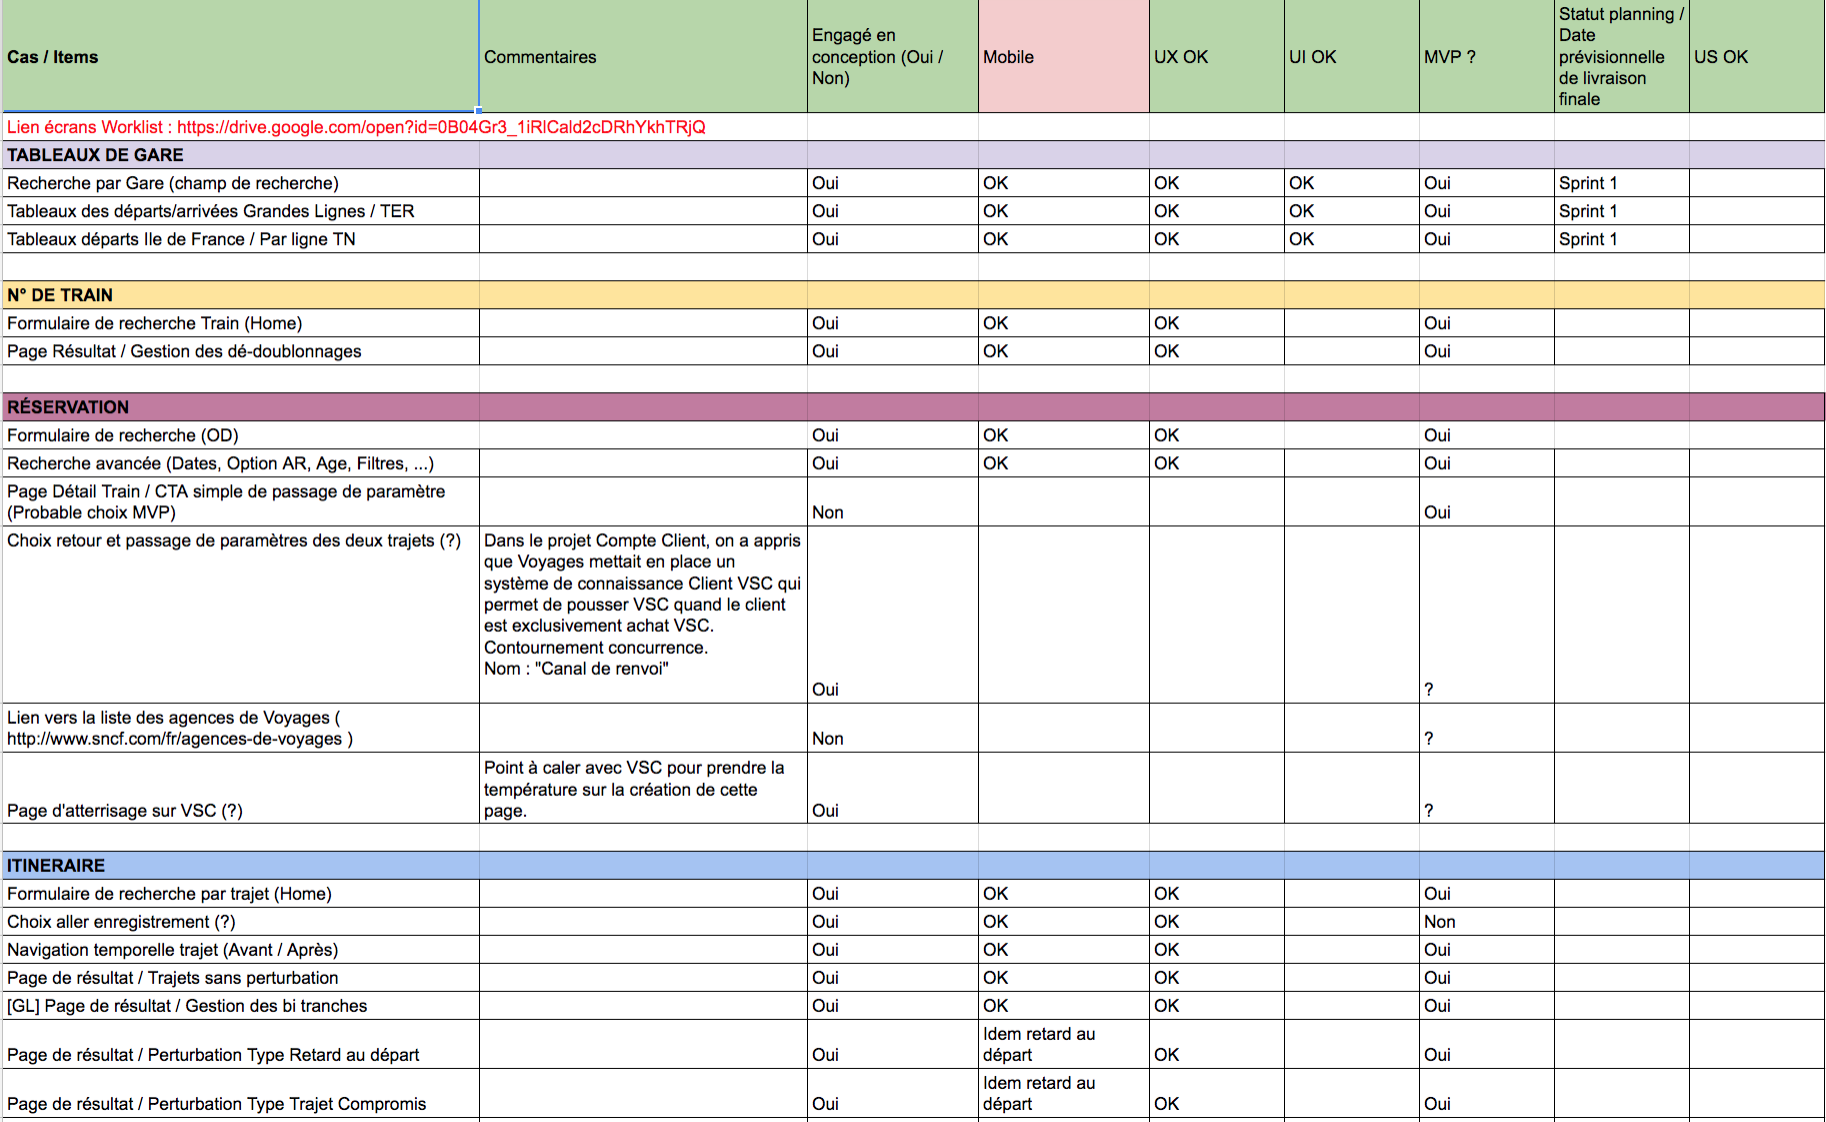 Cas / Items
Commentaires
Engagé en
conception (Oui /
Non)
Mobile
UX OK
UI OK
MVP ?
Statut planning /
Date
prévisionnelle
de livraison
finale
US OK
Lien écrans Worklist : https://drive.google.com/open?id=0B04Gr3_1iRlCald2cDRhYkhTRjQ
TABLEAUX DE GARE
Recherche par Gare (champ de recherche) Oui OK OK OK Oui Sprint 1
Tableaux des départs/arrivées Grandes Lignes / TER Oui OK OK OK Oui Sprint 1
Tableaux départs Ile de France / Par ligne TN Oui OK OK OK Oui Sprint 1
N° DE TRAIN
Formulaire de recherche Train (Home) Oui OK OK Oui
Page Résultat / Gestion des dé-doublonnages Oui OK OK Oui
RÉSERVATION
Formulaire de recherche (OD) Oui OK OK Oui
Recherche avancée (Dates, Option AR, Age, Filtres, ...) Oui OK OK Oui
Page Détail Train / CTA simple de passage de paramètre
(Probable choix MVP) Non Oui
Choix retour et passage de paramètres des deux trajets (?)
Dans le projet Compte Client, on a appris
que Voyages mettait en place un
système de connaissance Client VSC qui
permet de pousser VSC quand le client
est exclusivement achat VSC.
Contournement concurrence.
Nom : "Canal de renvoi"
Oui ?
Lien vers la liste des agences de Voyages (
http://www.sncf.com/fr/agences-de-voyages ) Non ?
Point à caler avec VSC pour prendre la
température sur la création de cette
page.
Page d'atterrisage sur VSC (?) Oui ?
ITINERAIRE
Formulaire de recherche par trajet (Home) Oui OK OK Oui
Choix aller enregistrement (?) Oui OK OK Non
Navigation temporelle trajet (Avant / Après) Oui OK OK Oui
Page de résultat / Trajets sans perturbation Oui OK OK Oui
[GL] Page de résultat / Gestion des bi tranches Oui OK OK Oui
Page de résultat / Perturbation Type Retard au départ Oui
Idem retard au
départ
OK Oui
Page de résultat / Perturbation Type Trajet Compromis Oui
Idem retard au
départ
OK Oui